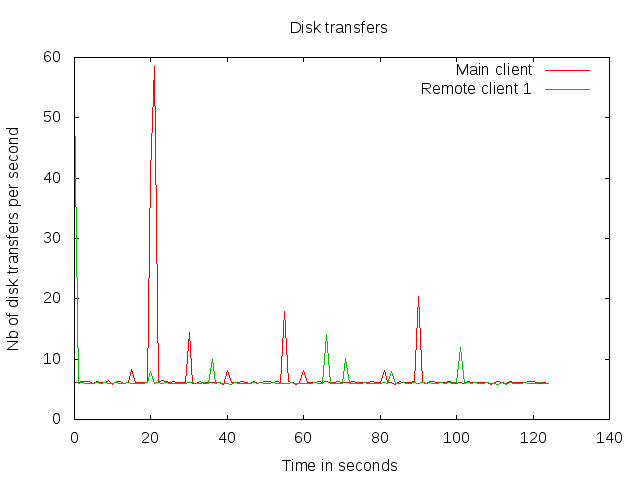 Disk transfers
Main client
Remote client 1
Nb of disk transfers per second
60
50
40
30
20
10
0
0 20 40 60 80 100 120 140
Time in seconds